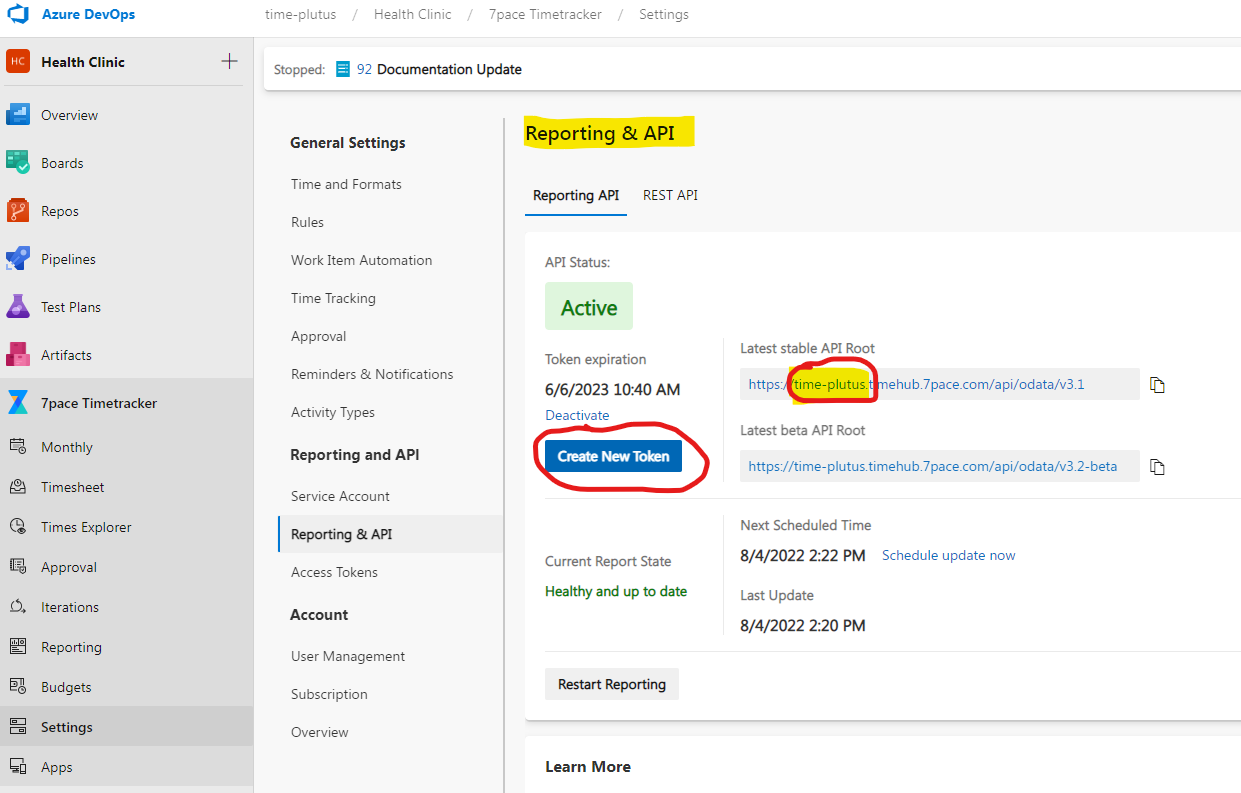 Azure DevOps
time-plutus / Health Clinic / 7pace Timetracker / Settings
HC Health Clinic
Overview
Boards
Repos
Pipelines
Test Plans
Artifacts
7pace Timetracker
Monthly
Timesheet
Times Explorer
Approval
Iterations
Reporting
Budgets
Settings
Apps
Stopped: 92 Documentation Update
General Settings
Time and Formats
Rules
Work Item Automation
Time Tracking
Approval
Reminders & Notifications
Activity Types
Reporting and API
Service Account
Reporting & API
Access Tokens
Account
User Management
Subscription
Overview
Reporting & API
Reporting API REST API
API Status:
Active
Token expiration
6/6/2023 10:40 AM
Deactivate
Create New Token
Latest stable API Root
https://time-plutus.timehub.7pace.com/api/odata/v3.1
Latest beta API Root
https://time-plutus.timehub.7pace.com/api/odata/v3.2-beta
Current Report State
Healthy and up to date
Next Scheduled Time
8/4/2022 2:22 PM Schedule update now
Last Update
8/4/2022 2:20 PM
Restart Reporting
Learn More